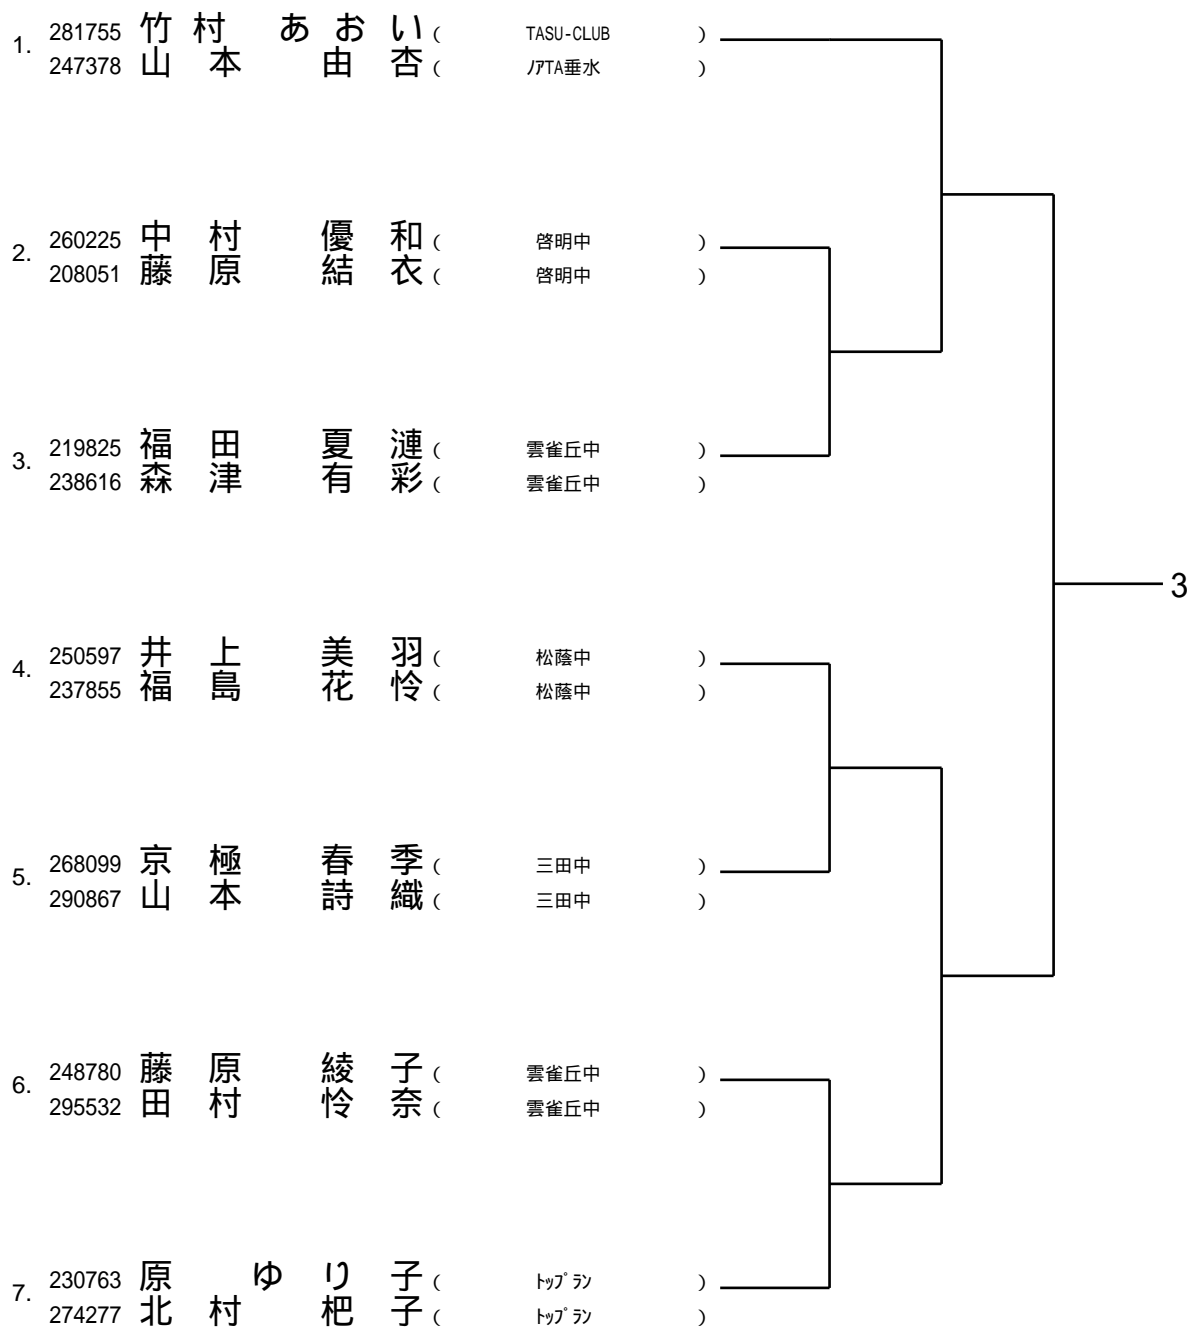 1. 281755 竹村 あおい ( TASU-CLUB )
247378 山本 由杏 ( ﾉｱTA垂水 )
2. 260225 中村 優和 ( 啓明中 )
208051 藤原 結衣 ( 啓明中 )
3. 219825 福田 夏漣 ( 雲雀丘中 )
238616 森津 有彩 ( 雲雀丘中 )
3
4. 250597 井上 美羽 ( 松蔭中 )
237855 福島 花怜 ( 松蔭中 )
5. 268099 京極 春季 ( 三田中 )
290867 山本 詩織 ( 三田中 )
6. 248780 藤原 綾子 ( 雲雀丘中 )
295532 田村 怜奈 ( 雲雀丘中 )
7. 230763 原 ゆり子 ( ﾄｯﾌﾟﾗﾝ )
274277 北村 杷子 ( ﾄｯﾌﾟﾗﾝ )